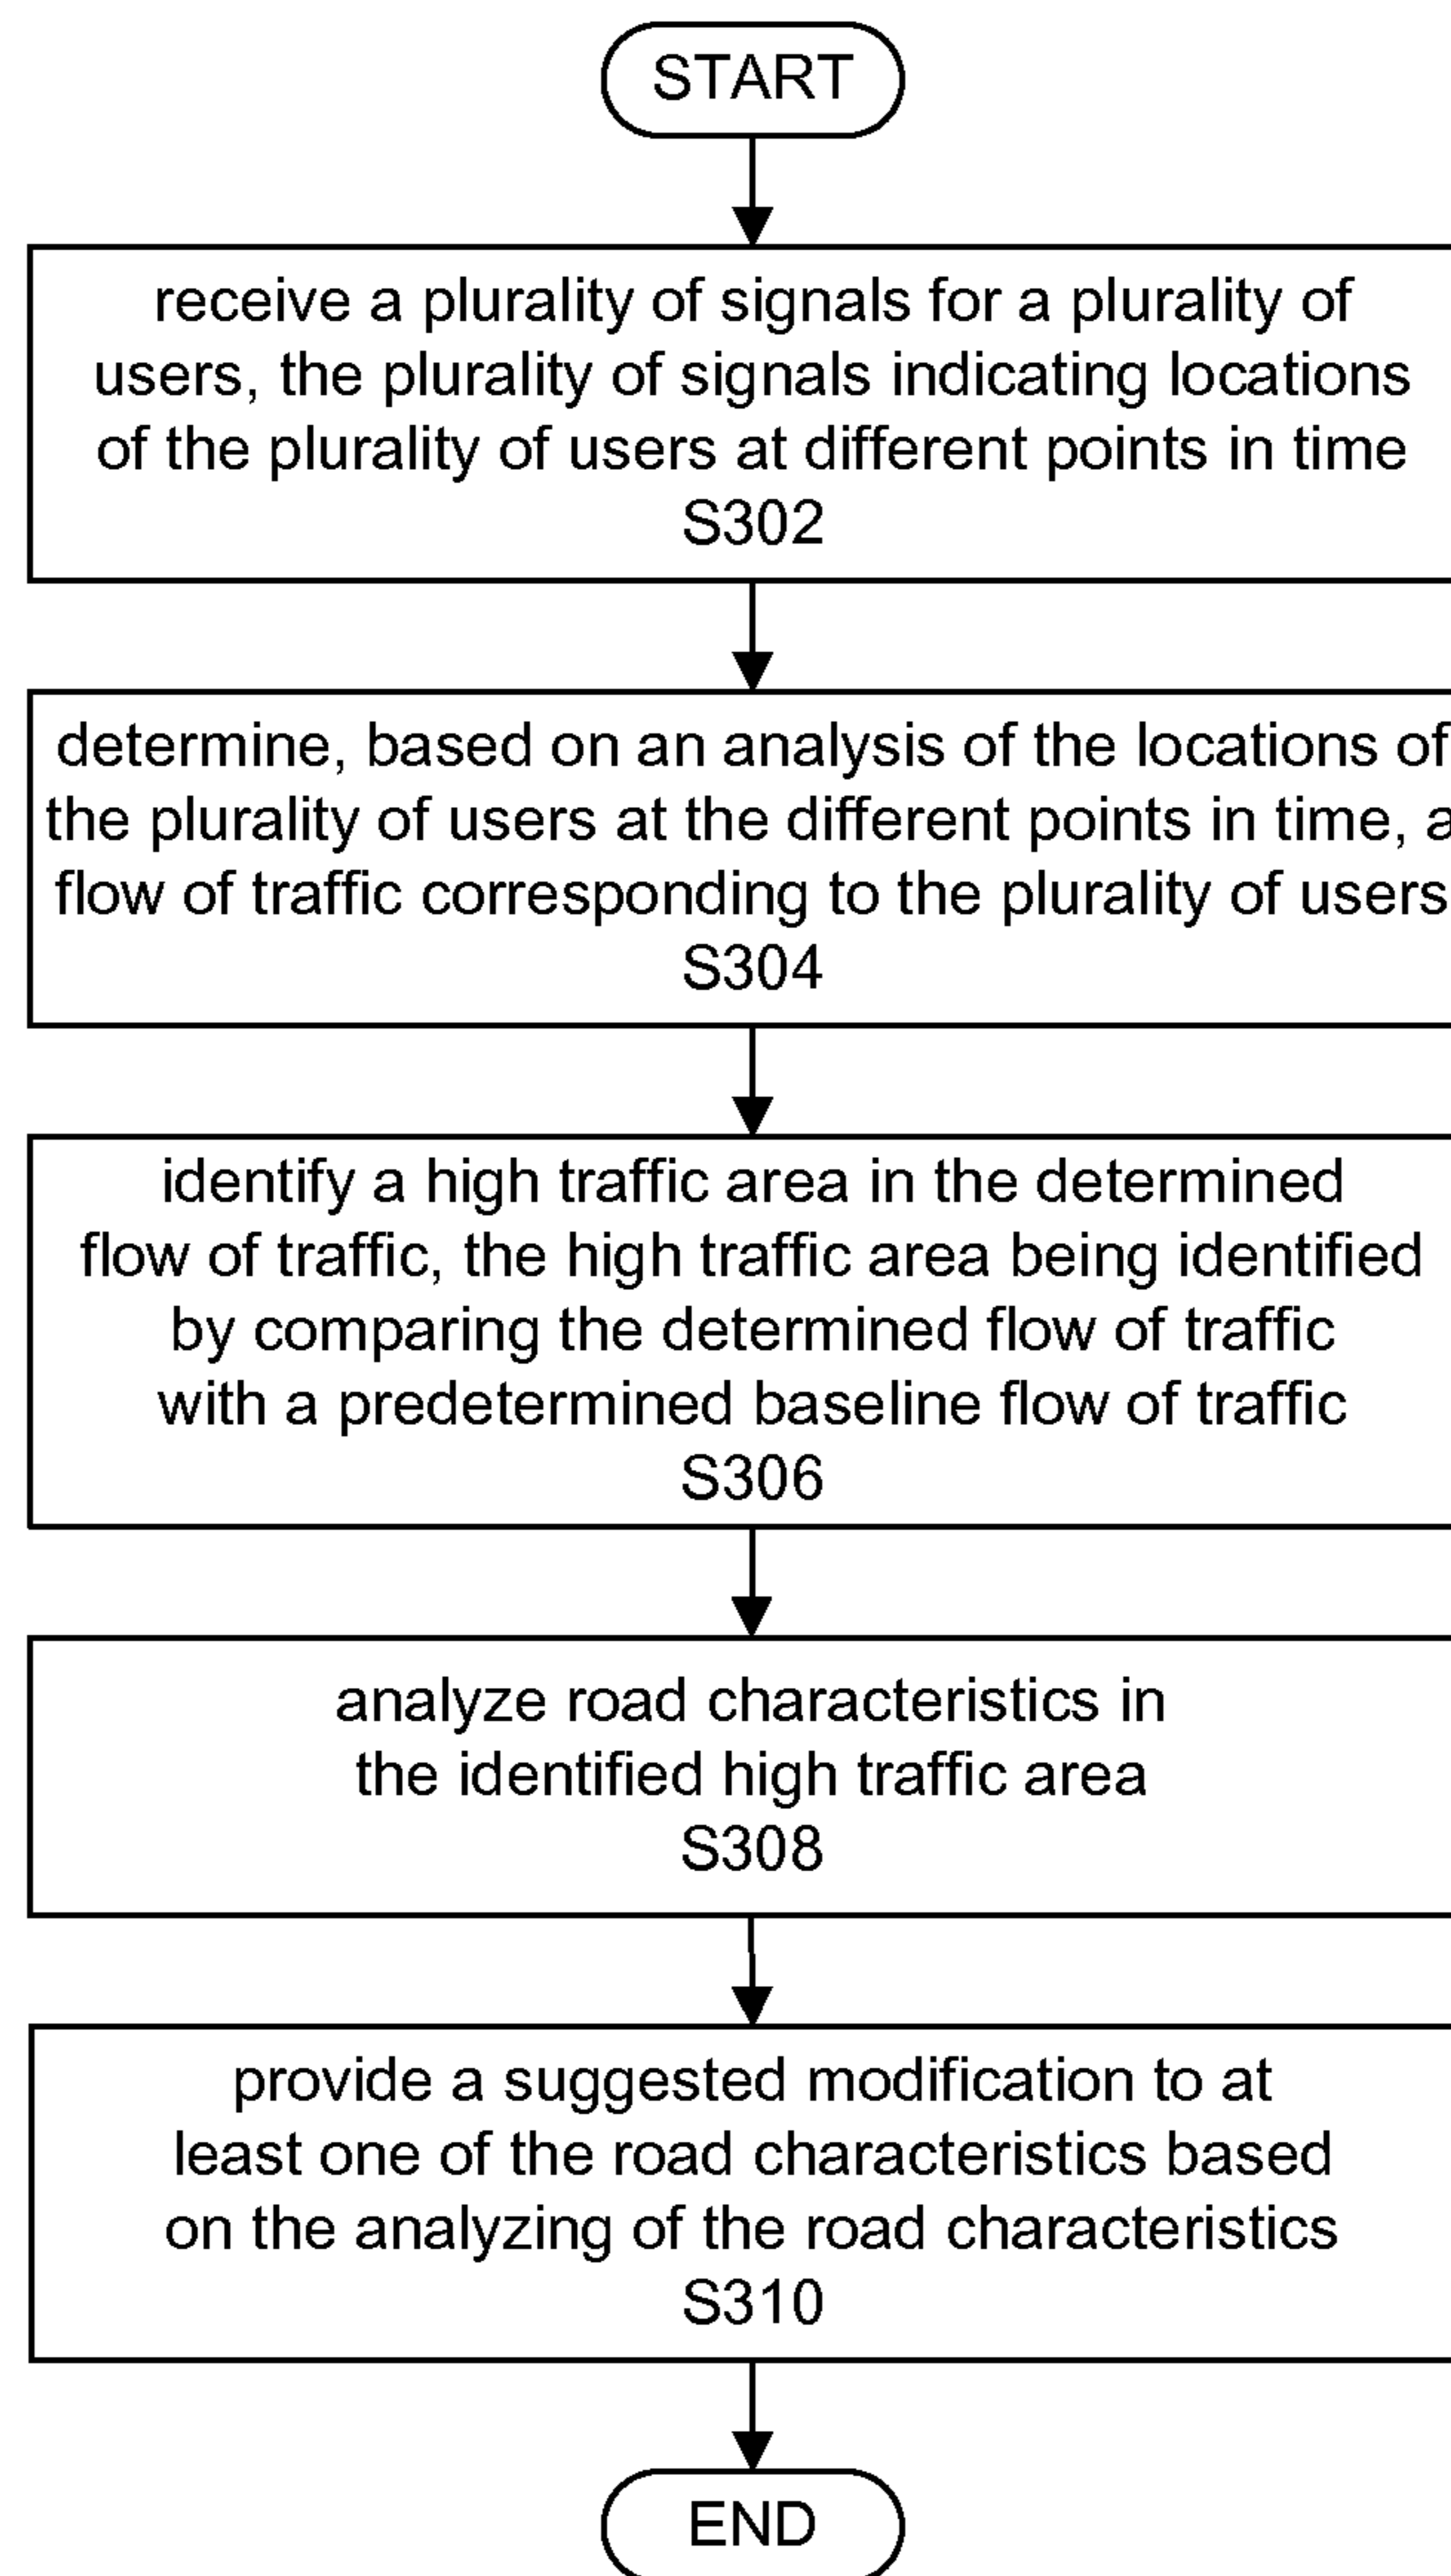 START
receive a plurality of signals for a plurality of
users, the plurality of signals indicating locations
of the plurality of users at different points in time
S302
determine, based on an analysis of the locations of
the plurality of users at the different points in time, a
flow of traffic corresponding to the plurality of users
S304
identify a high traffic area in the determined
flow of traffic, the high traffic area being identified
by comparing the determined flow of traffic
with a predetermined baseline flow of traffic
S306
analyze road characteristics in
the identified high traffic area
S308
provide a suggested modification to at
least one of the road characteristics based
on the analyzing of the road characteristics
S310
END